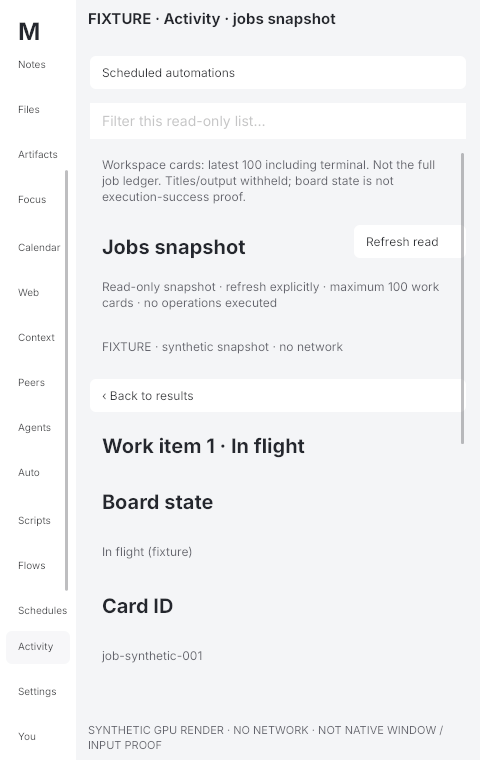 M
Notes
Files
Artifacts
Focus
Calendar
Web
Context
Peers
Agents
Auto
Scripts
Flows
Schedules
Activity
Settings
You
FIXTURE · Activity · jobs snapshot
Scheduled automations
Filter this read-only list...
Workspace cards: latest 100 including terminal. Not the full
job ledger. Titles/output withheld; board state is not
execution-success proof.
Jobs snapshot
Refresh read
Read-only snapshot · refresh explicitly · maximum 100 work
cards · no operations executed
FIXTURE · synthetic snapshot · no network
‹ Back to results
Work item 1 · In flight
Board state
In flight (fixture)
Card ID
job-synthetic-001
SYNTHETIC GPU RENDER · NO NETWORK · NOT NATIVE WINDOW /
INPUT PROOF